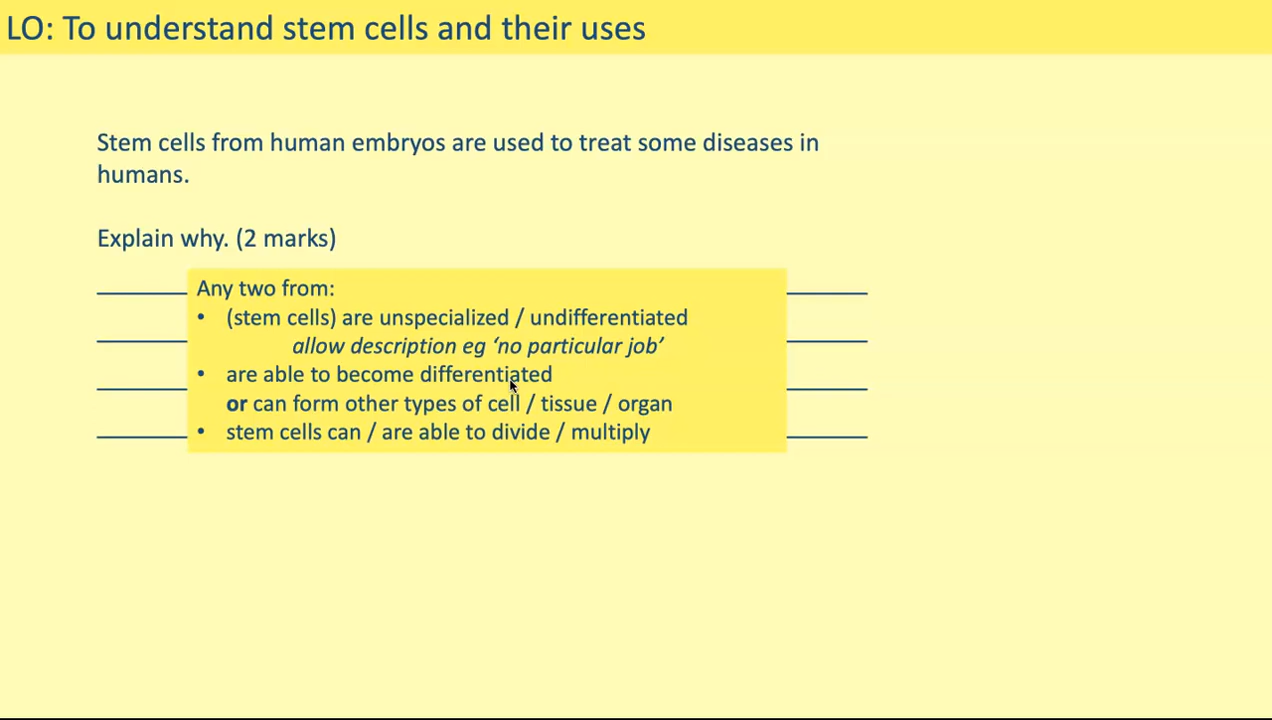 LO: To understand stem cells and their uses
Stem cells from human embryos are used to treat some diseases in
humans.
Explain why. (2 marks)
Any two from:
• (stem cells) are unspecialized / undifferentiated
allow description eg ‘no particular job’
• are able to become differentiated
or can form other types of cell / tissue / organ
• stem cells can / are able to divide / multiply